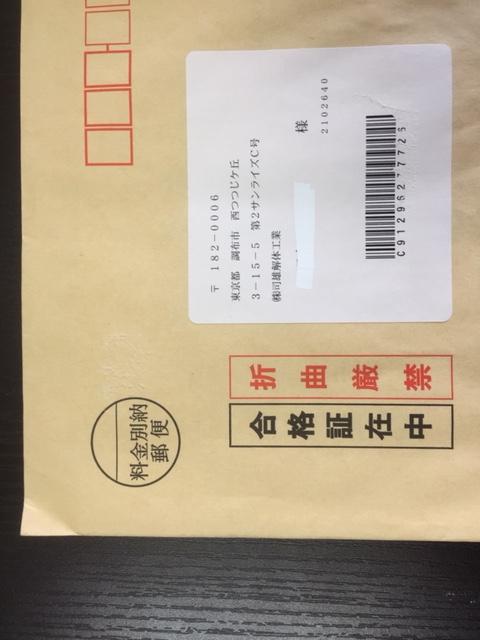 〒 182-0006
東京都 調布市 西つつじケ丘
3-15-5 第2サンライズC号
㈱司雄解体工業
様
2102640
C91296277726
折曲厳禁
合格証在中
料金別納
郵便